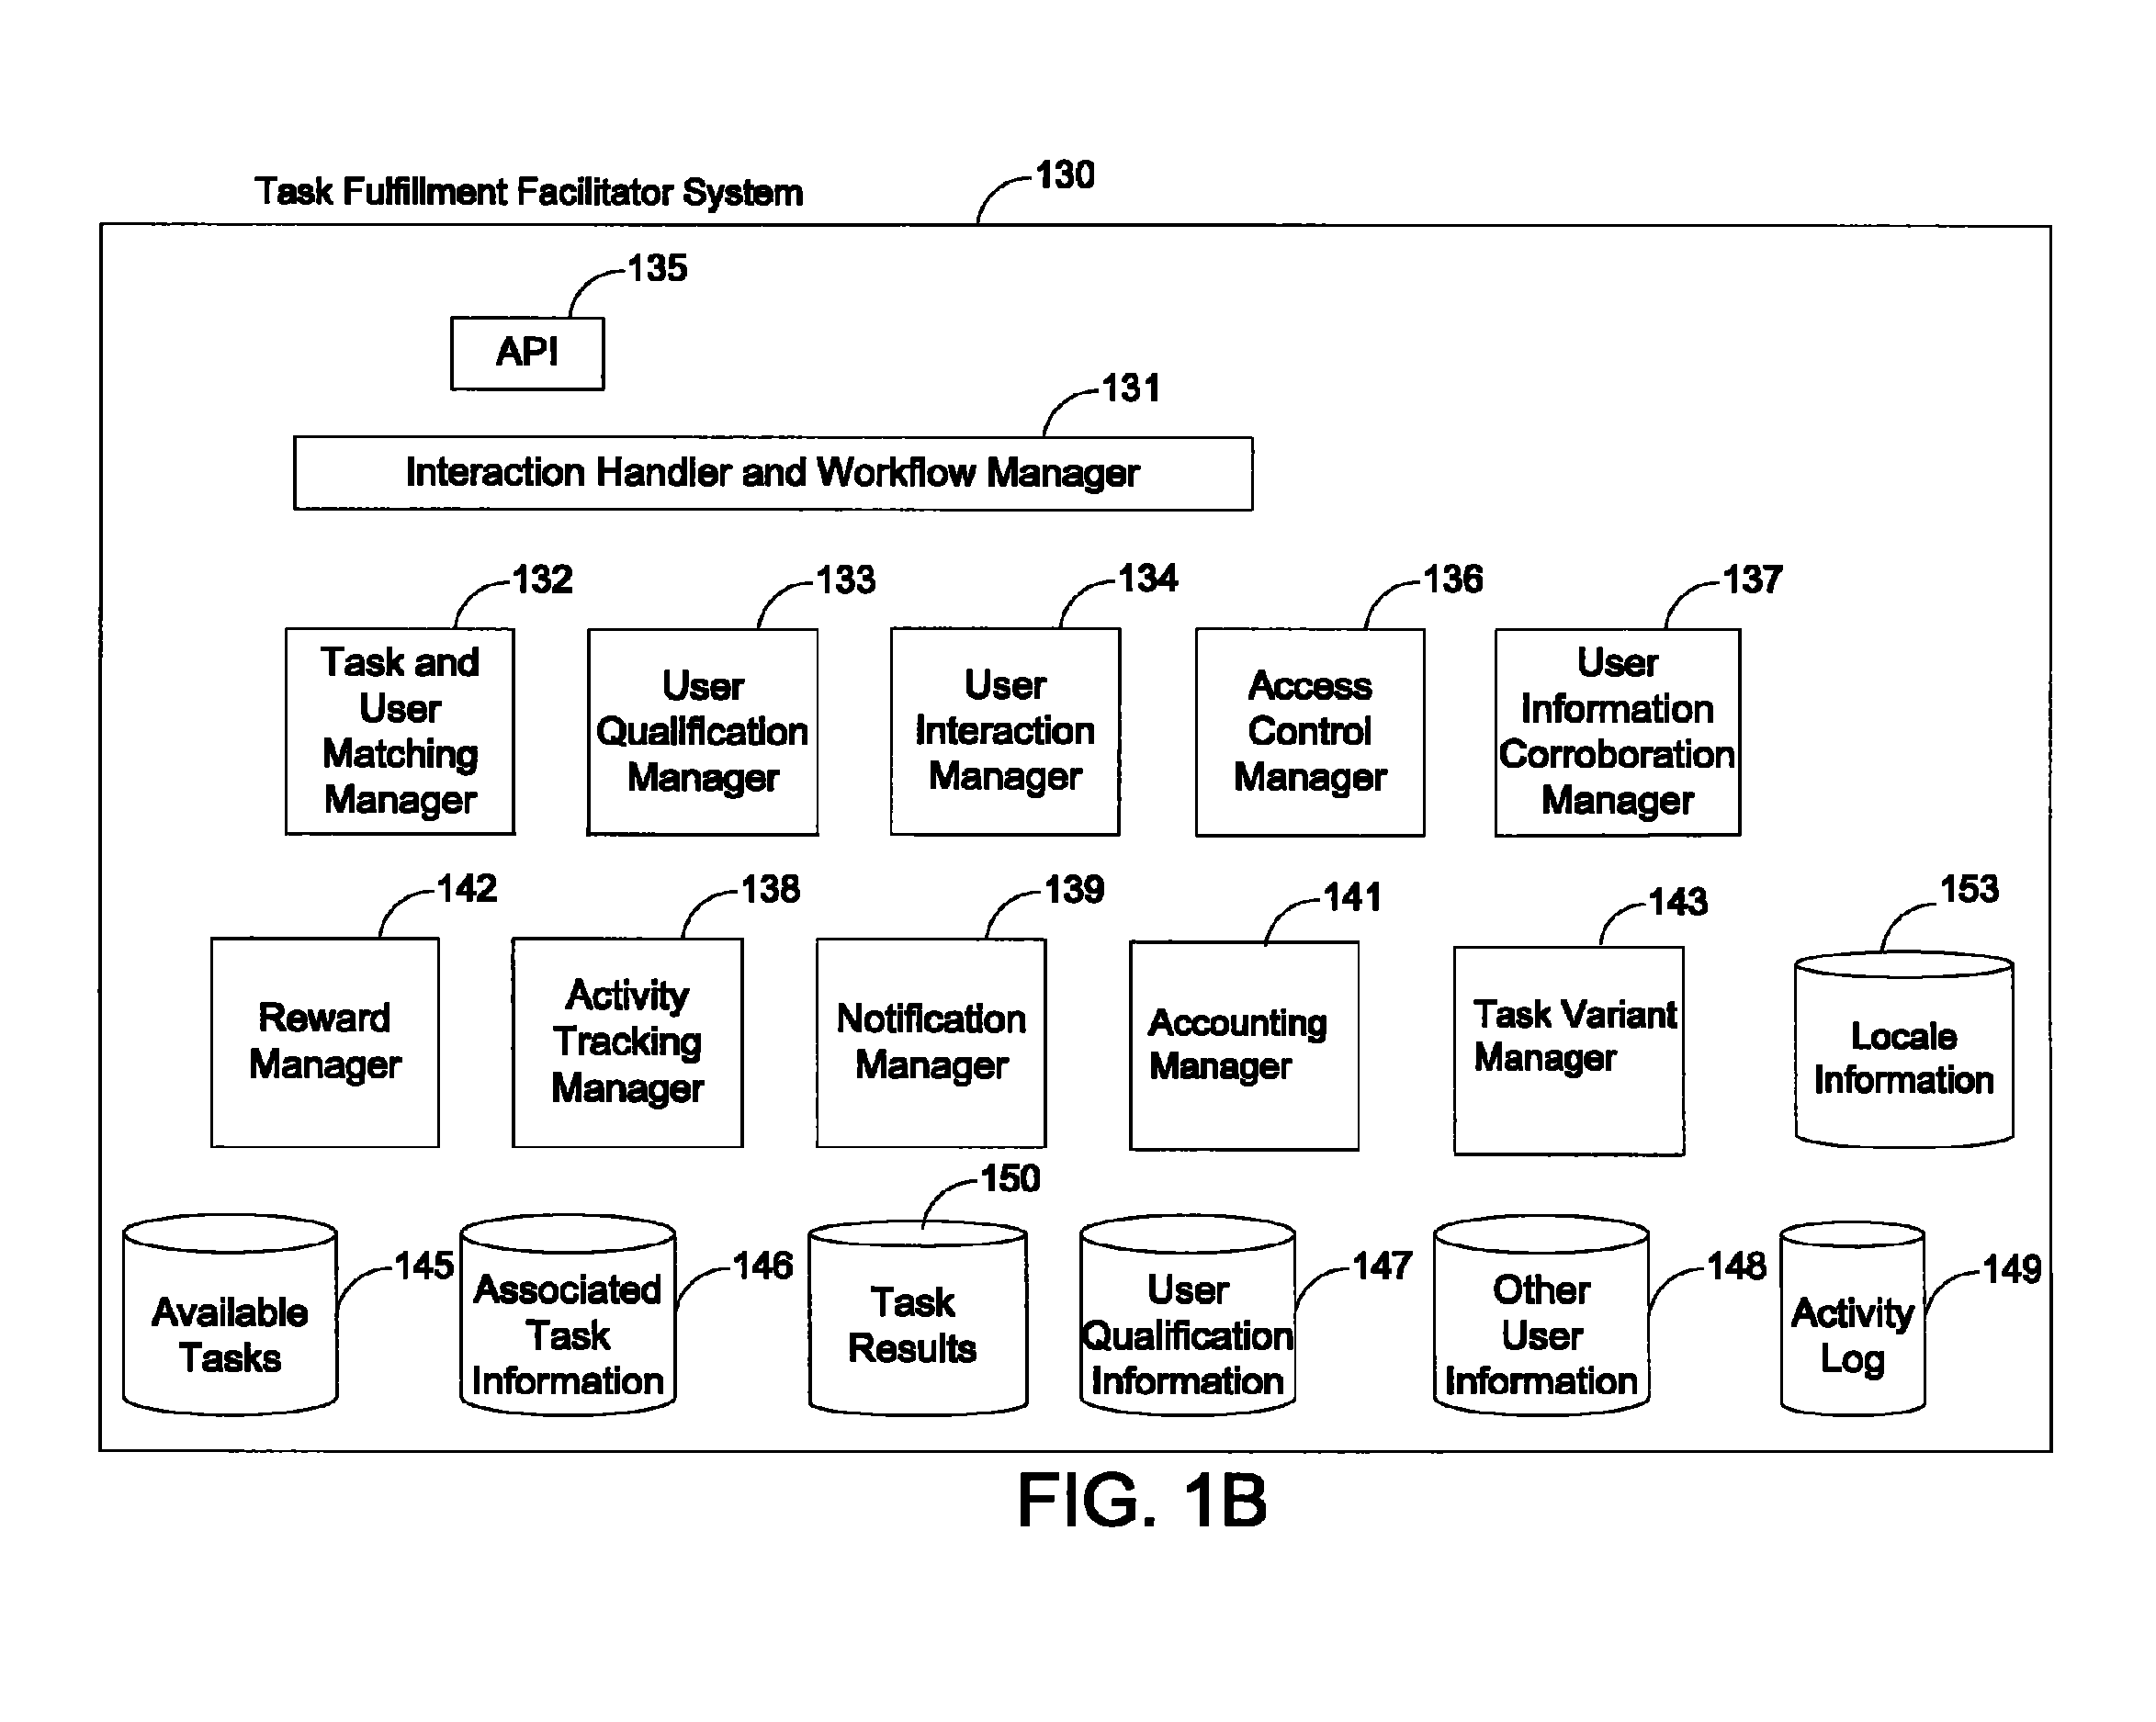 Task Fulfillment Facilitator System
130
135
API
131
Interaction Handler and Workflow Manager
132
133
134
136
137
Task and
User
Matching
Manager
User
Qualification
Manager
User
Interaction
Manager
Access
Control
Manager
User
Information
Corroboration
Manager
142
138
139
141
143
153
Reward
Manager
Activity
Tracking
Manager
Notification
Manager
Accounting
Manager
Task Variant
Manager
Locale
Information
150
145
146
147
148
149
Available
Tasks
Associated
Task
Information
Task
Results
User
Qualification
Information
Other
User
Information
Activity
Log
FIG. 1B